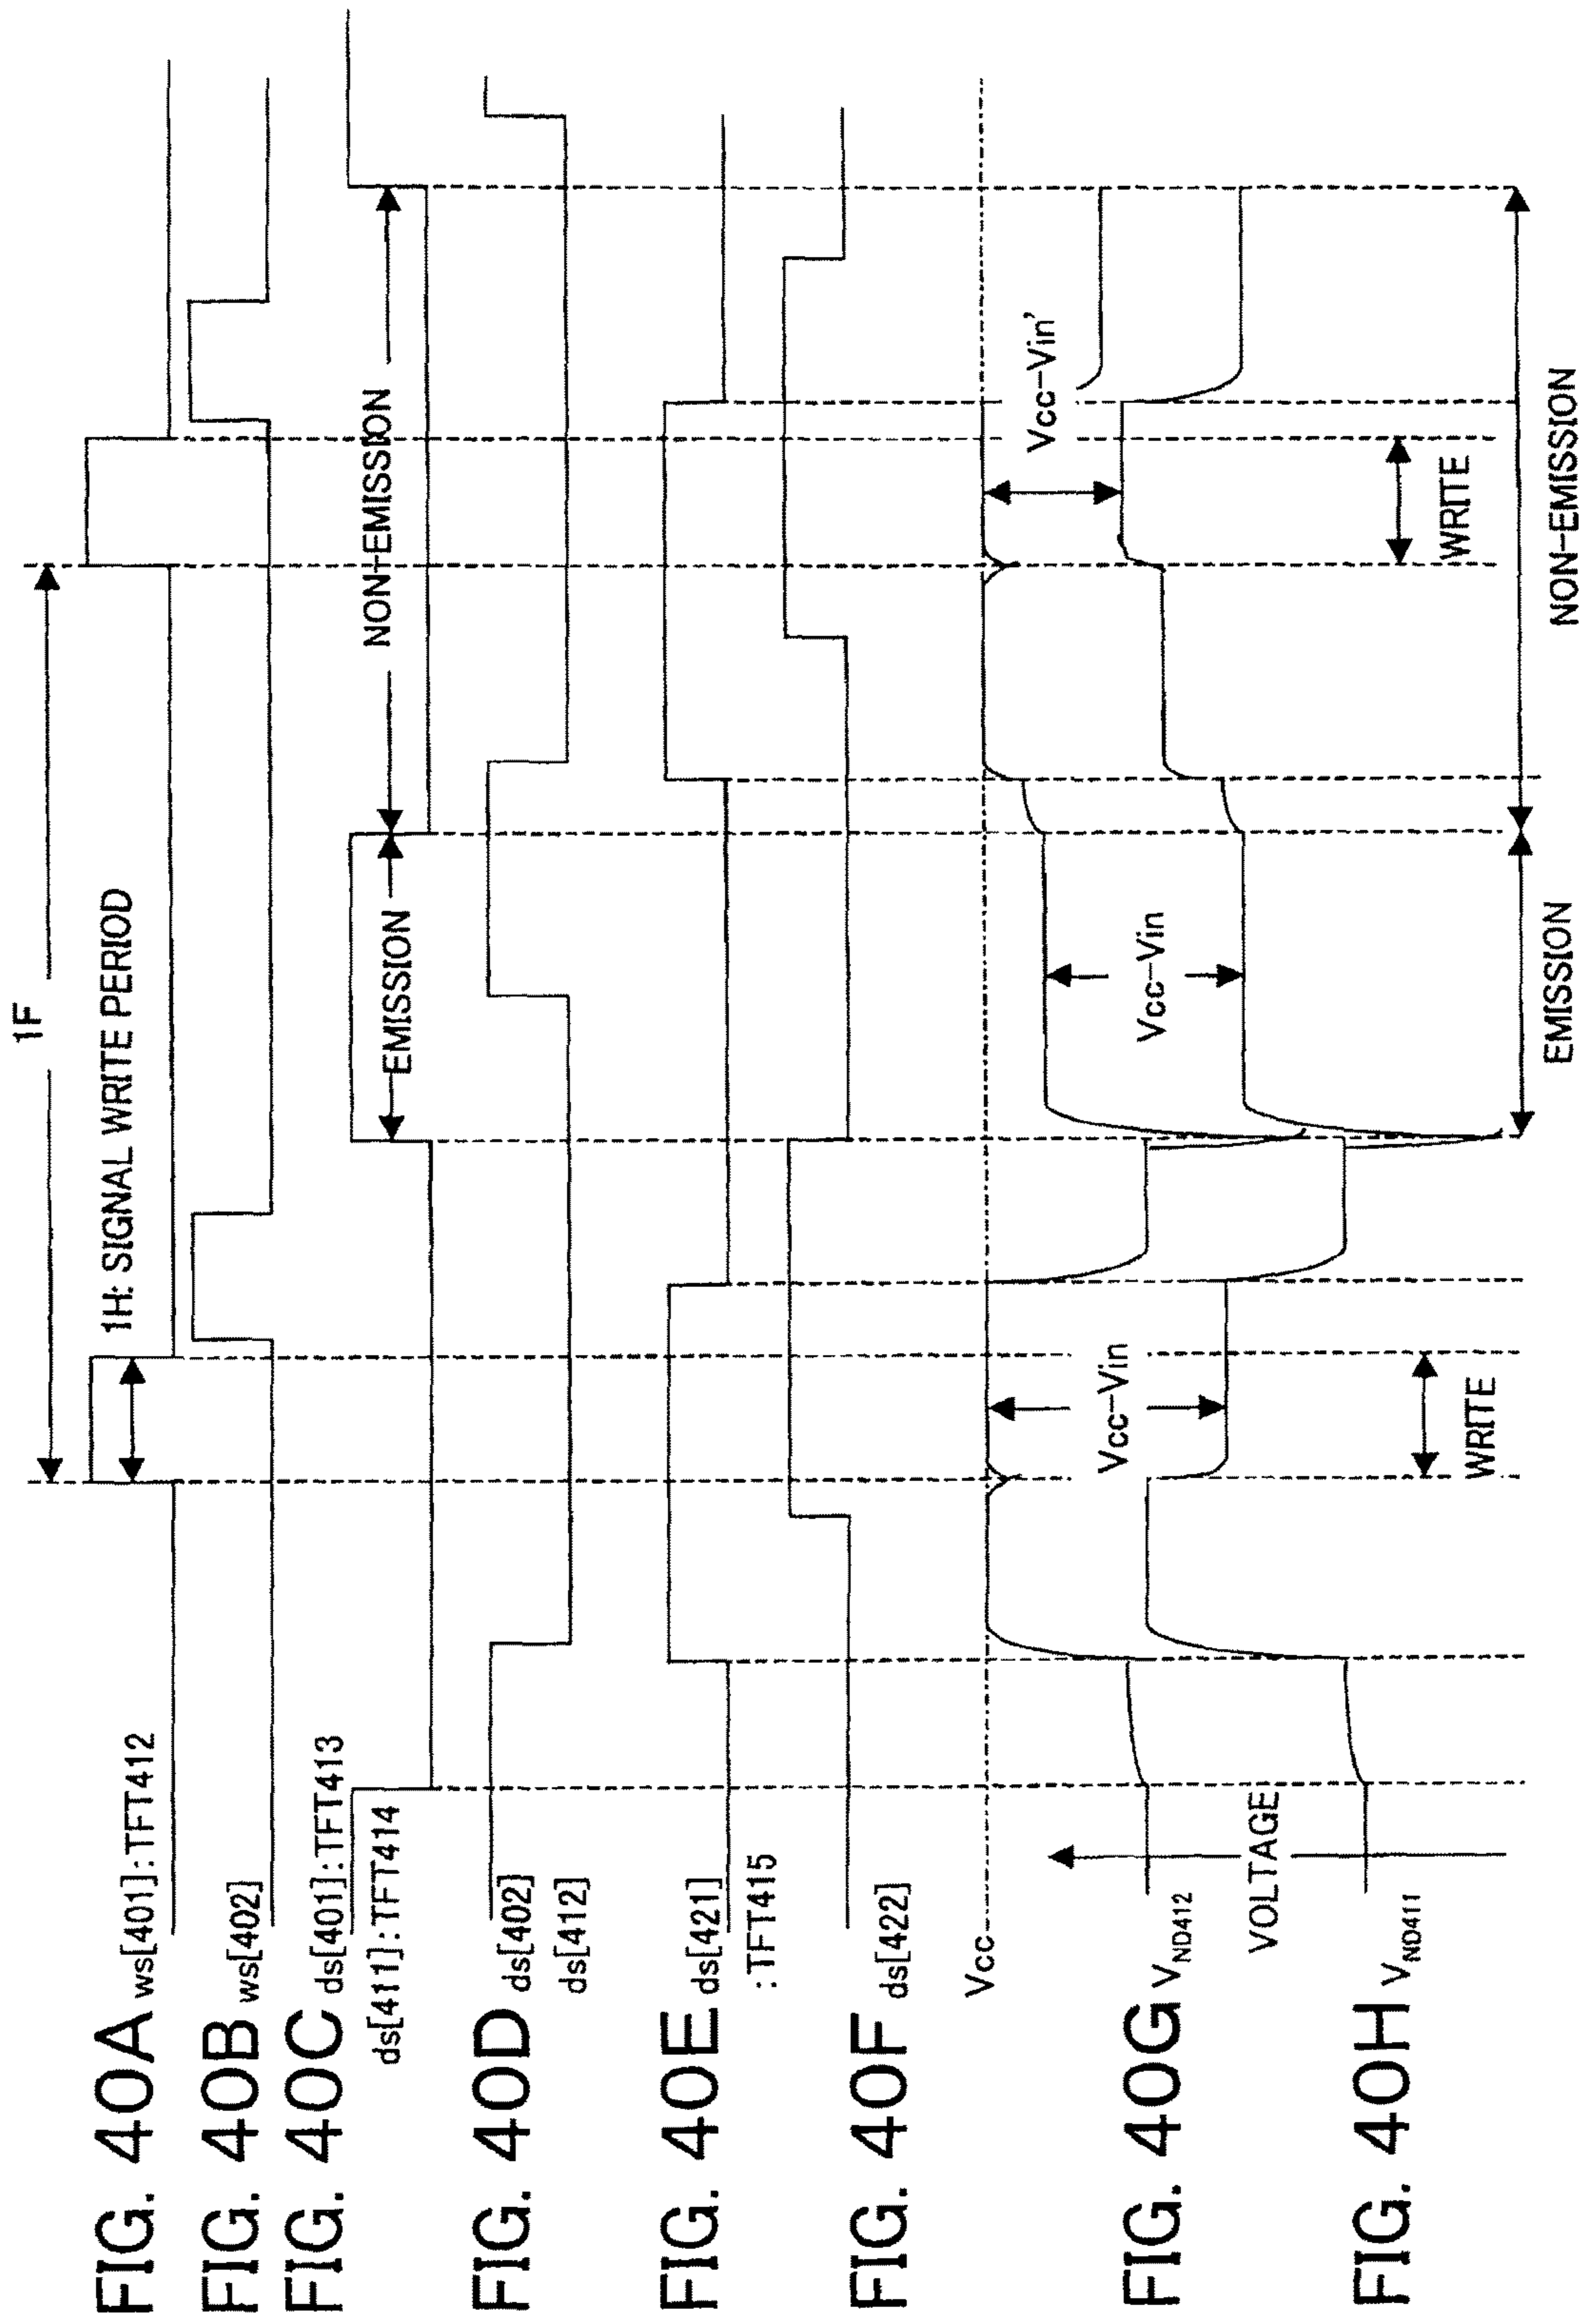 1F
1H: SIGNAL WRITE PERIOD
FIG. 40A ws[401]:TFT412
FIG. 40B ws[402]
FIG. 40C ds[401]:TFT413
ds[411]:TFT414
EMISSION
NON-EMISSION
FIG. 40D ds[402]
ds[412]
FIG. 40E ds[421]
:TFT415
FIG. 40F ds[422]
Vcc
Vcc-Vin
Vcc-Vin
Vcc-Vin'
FIG. 40G VND412
VOLTAGE
FIG. 40H VND411
WRITE
WRITE
EMISSION
NON-EMISSION